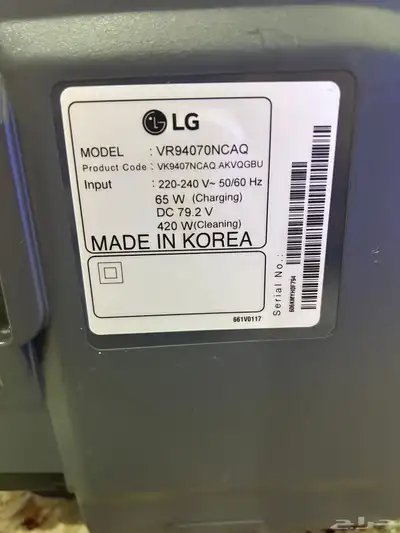 LG
MODEL : VR94070NCAQ
Product Code : VK9407NCAQ.AKVQGBU
Input : 220-240 V~ 50/60 Hz
65 W (Charging)
DC 79.2 V
420 W(Cleaning)
MADE IN KOREA
Serial No.:
661V0117
حراج